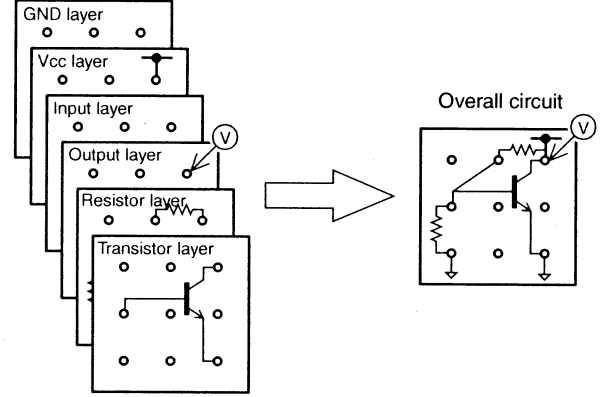 GND layer
Vcc layer
Input layer
V
Output layer
Resistor layer
Transistor layer
Overall circuit
V